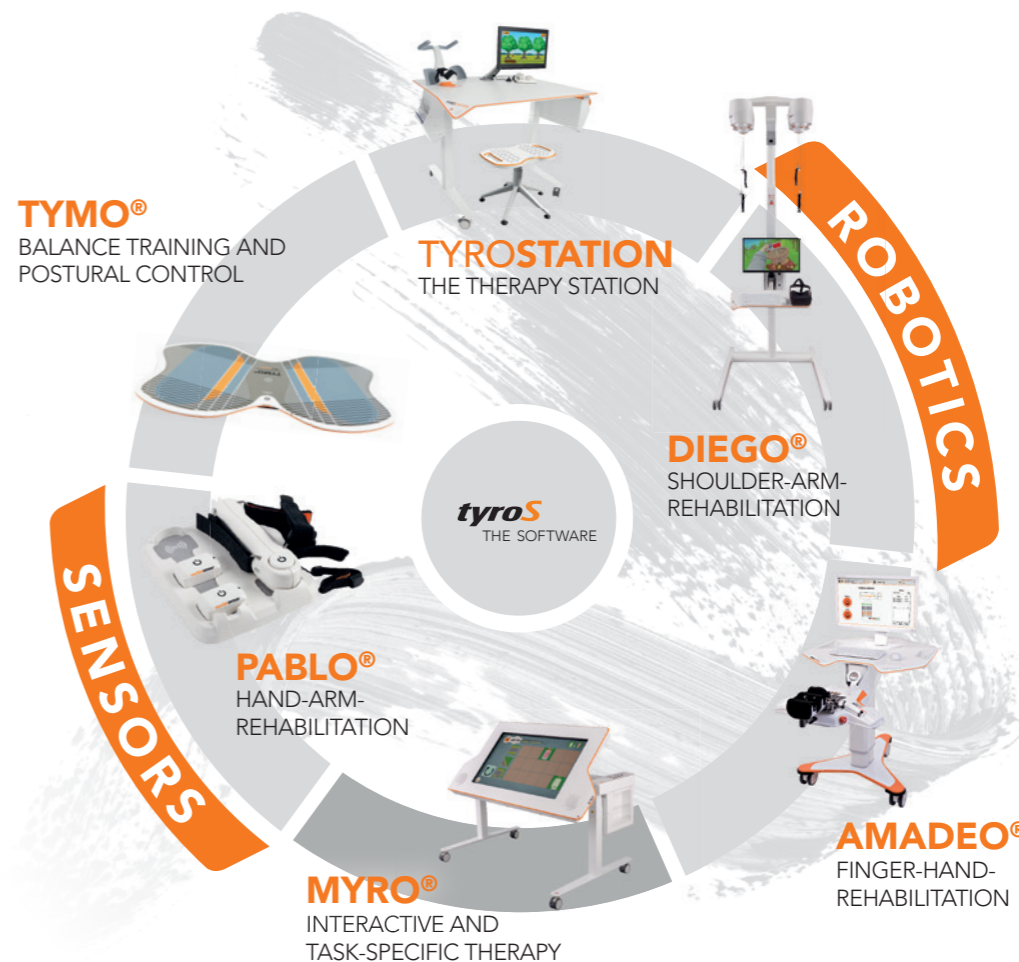 TYMO®
BALANCE TRAINING AND
POSTURAL CONTROL
TYROSTATION
THE THERAPY STATION
ROBOTICS
DIEGO®
SHOULDER-ARM-
REHABILITATION
tyroS
THE SOFTWARE
SENSORS
PABLO®
HAND-ARM-
REHABILITATION
AMADEO®
FINGER-HAND-
REHABILITATION
MYRO®
INTERACTIVE AND
TASK-SPECIFIC THERAPY